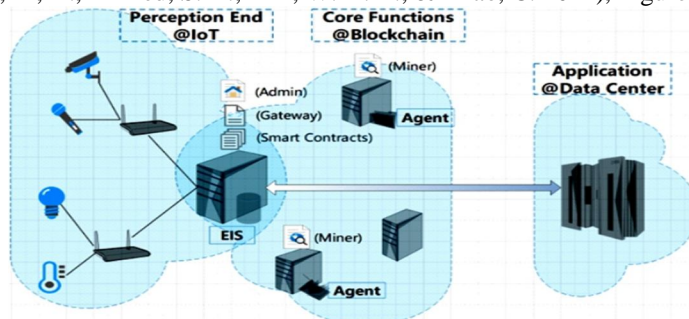 Perception End
@IoT
Core Functions
@Blockchain
Application
@Data Center
(Admin)
(Gateway)
(Smart Contracts)
(Miner)
Agent
EIS
(Miner)
Agent